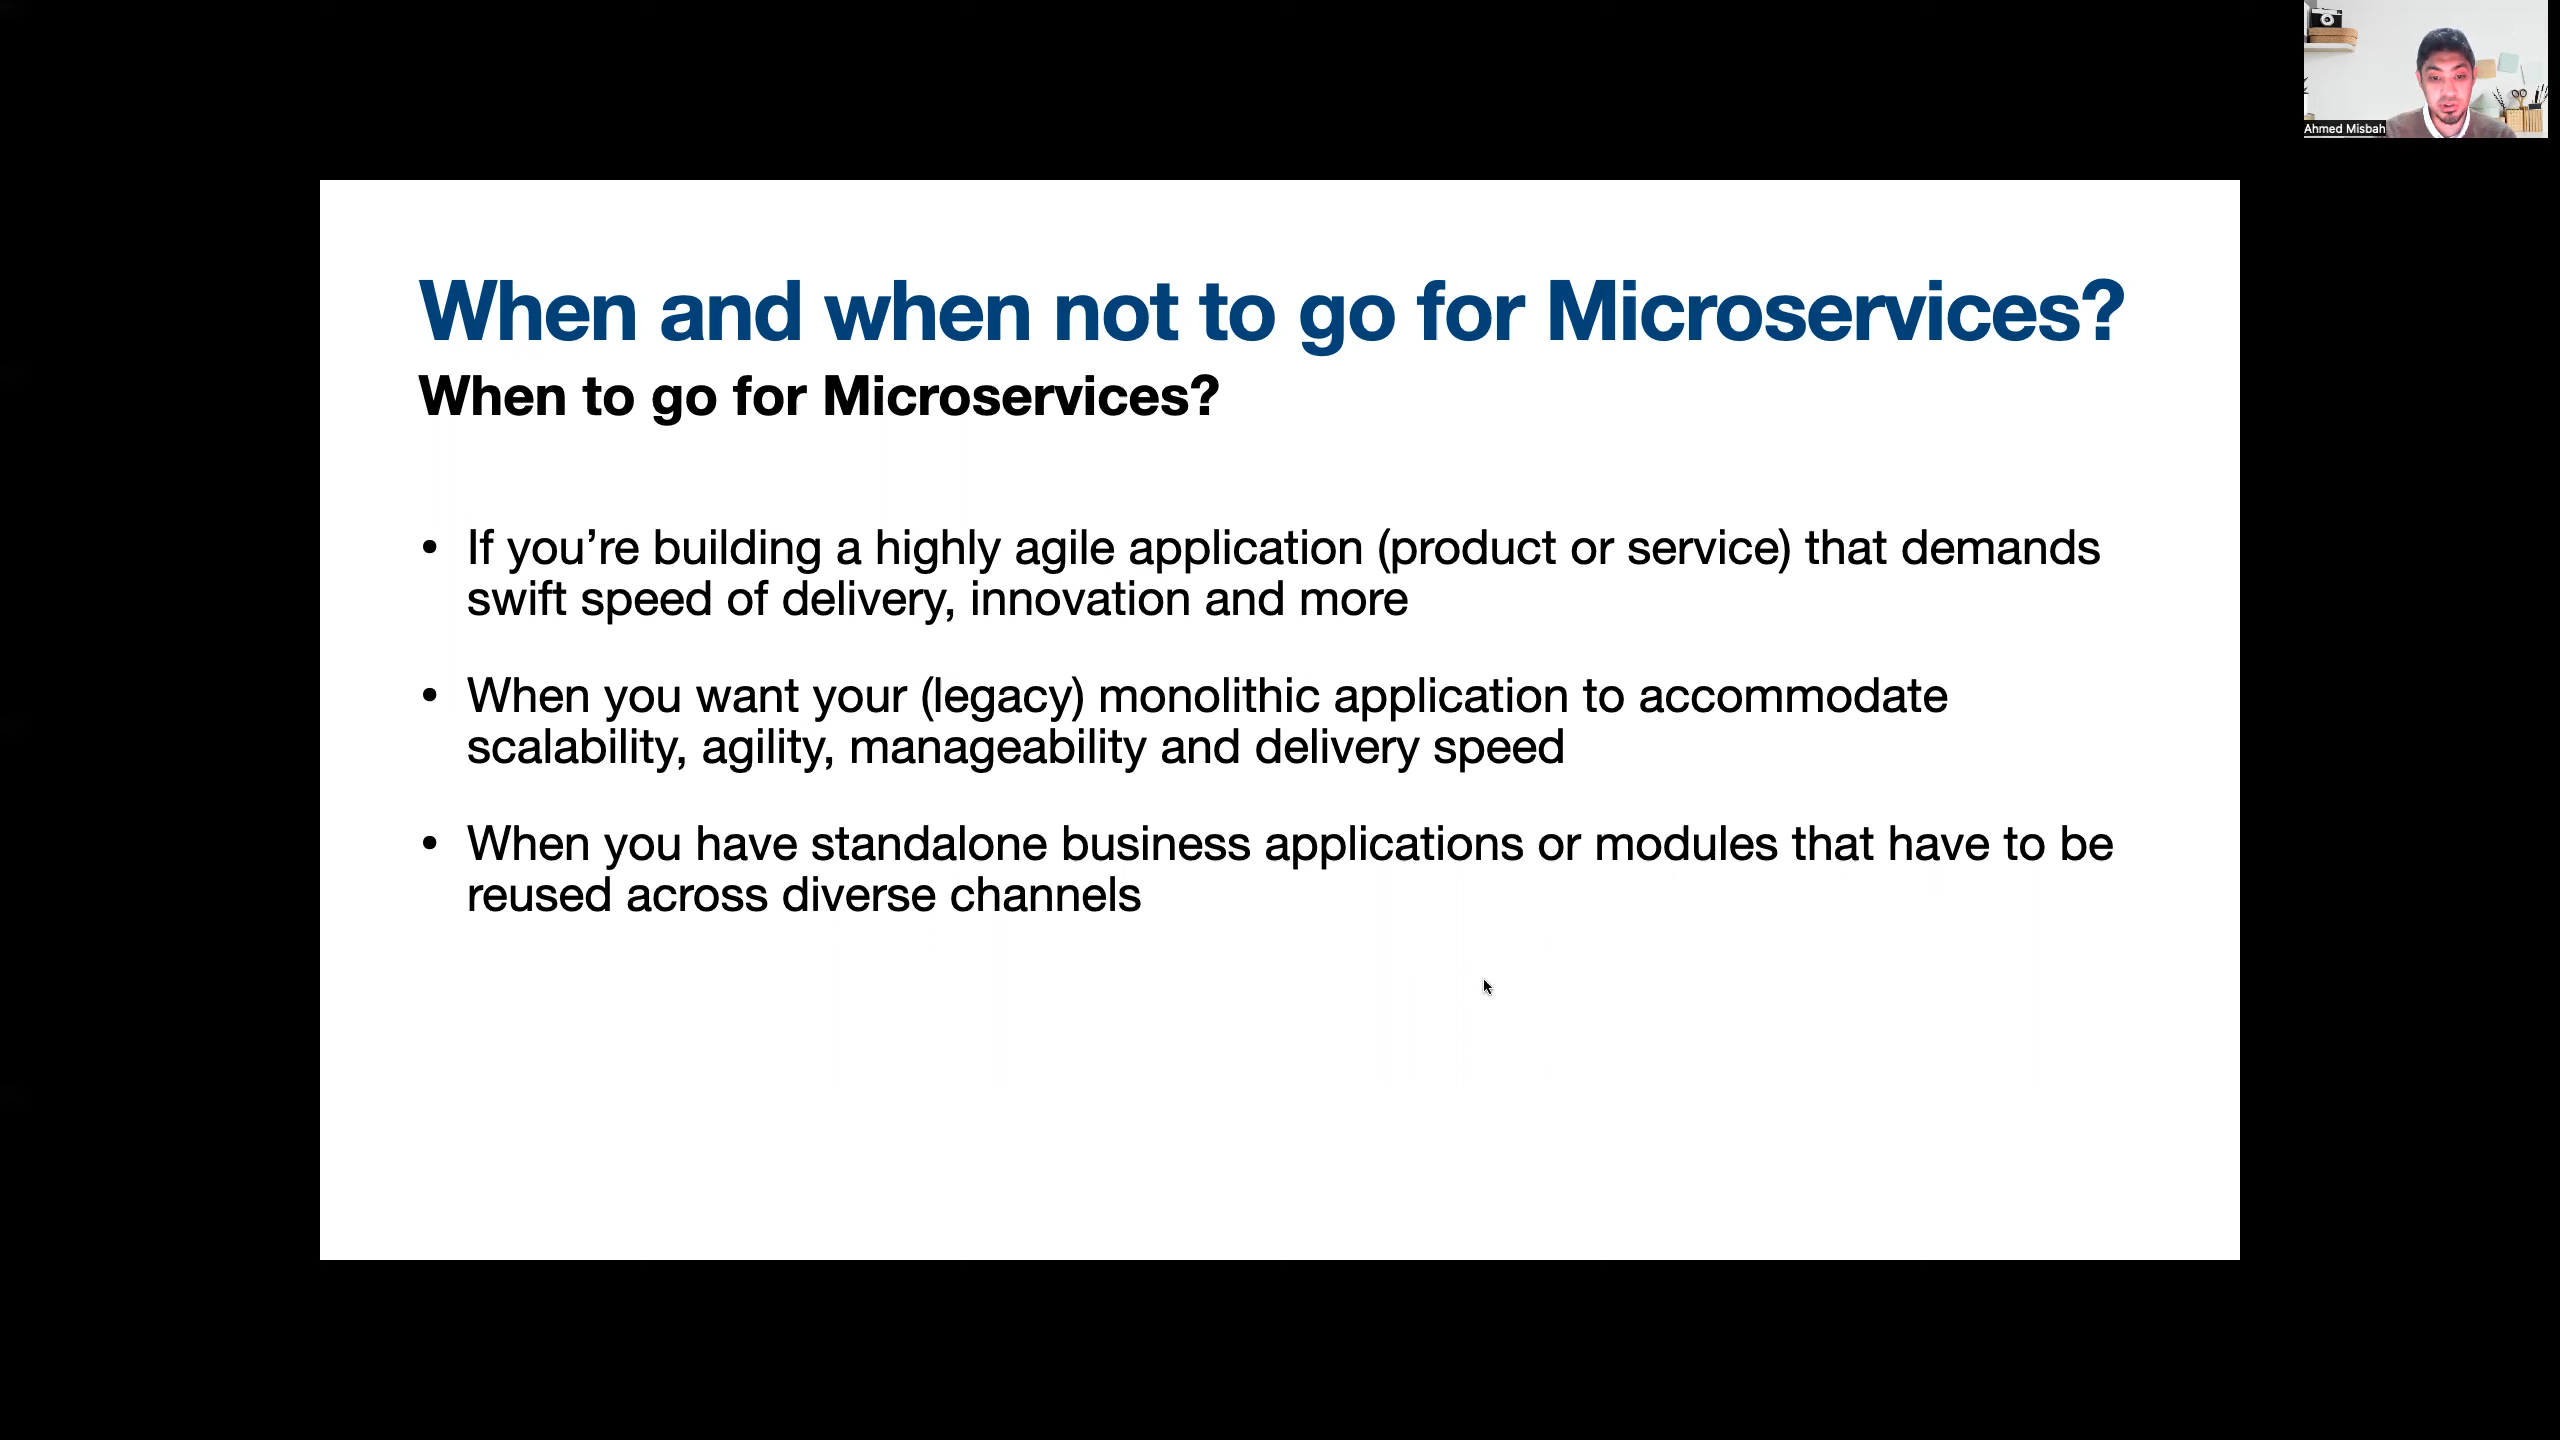 Ahmed Misbah
When and when not to go for Microservices?
When to go for Microservices?
• If you’re building a highly agile application (product or service) that demands
swift speed of delivery, innovation and more
• When you want your (legacy) monolithic application to accommodate
scalability, agility, manageability and delivery speed
• When you have standalone business applications or modules that have to be
reused across diverse channels